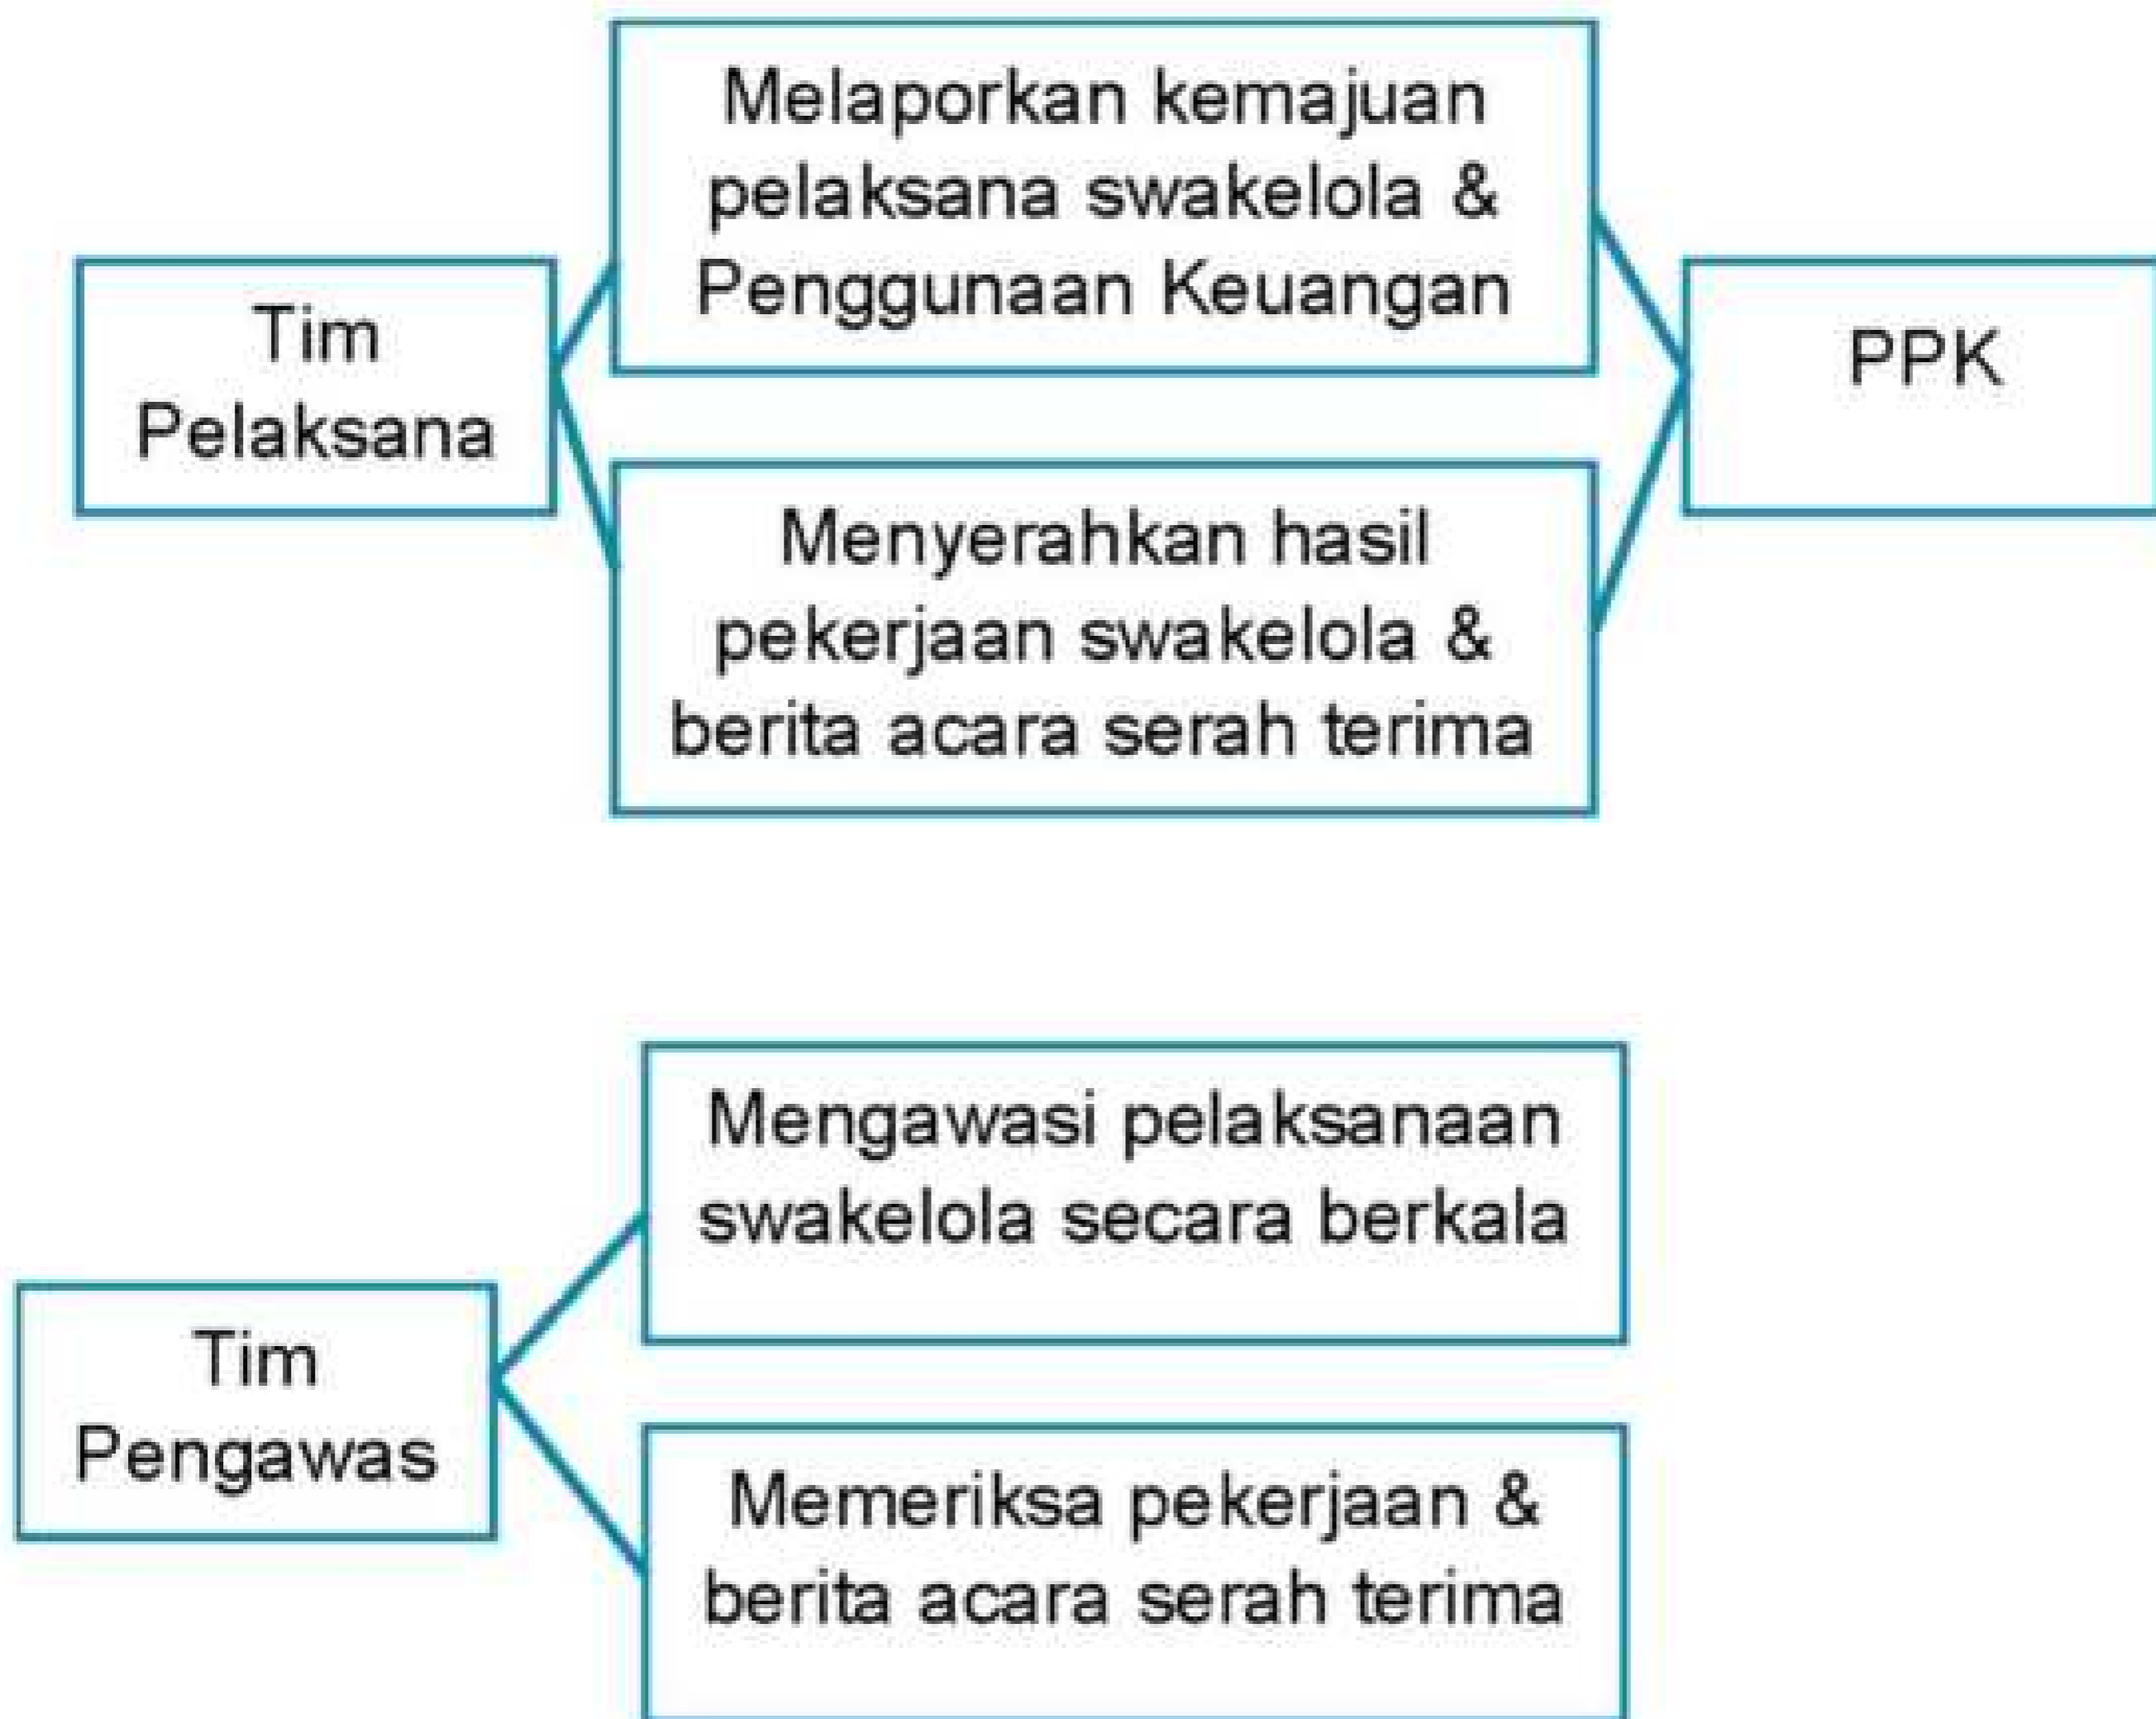 Melaporkan kemajuan
pelaksana swakelola &
Penggunaan Keuangan
Tim
Pelaksana
PPK
Menyerahkan hasil
pekerjaan swakelola &
berita acara serah terima
Mengawasi pelaksanaan
swakelola secara berkala
Tim
Pengawas
Memeriksa pekerjaan &
berita acara serah terima